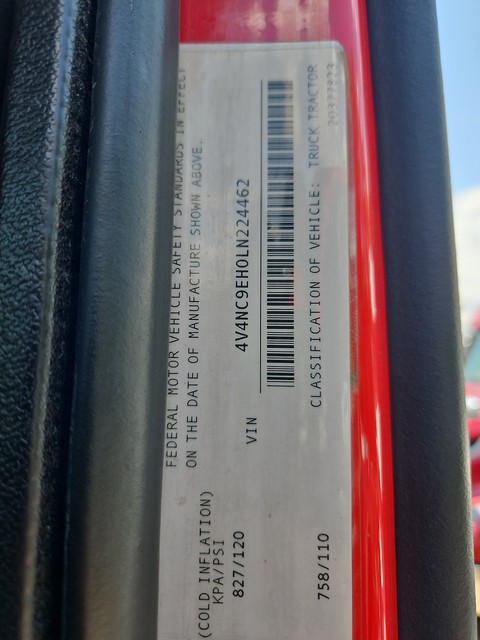 FEDERAL MOTOR VEHICLE SAFETY STANDARDS IN EFFECT
ON THE DATE OF MANUFACTURE SHOWN ABOVE.
(COLD INFLATION)
KPA/PSI
827/120
VIN 4V4NC9EH0LN224462
758/110
CLASSIFICATION OF VEHICLE: TRUCK TRACTOR
20377823